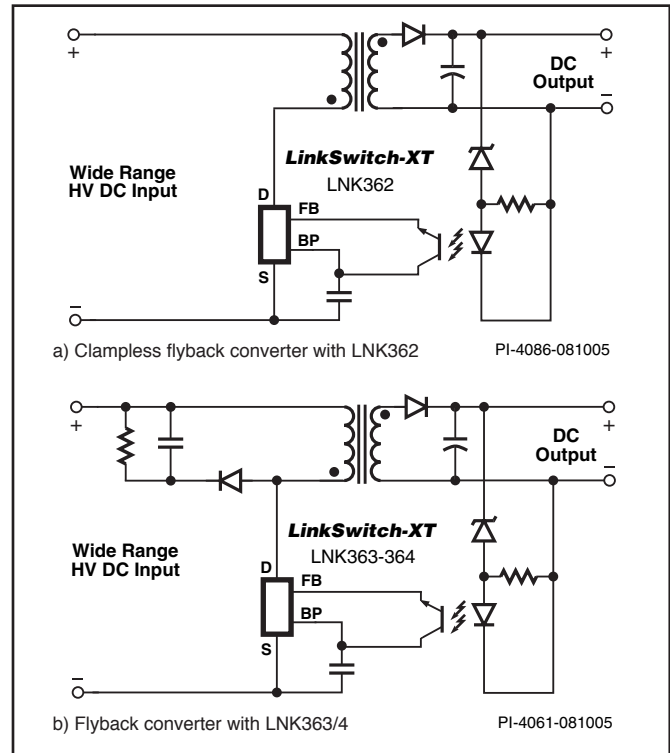 +
+
DC
Output
–
LinkSwitch-XT
LNK362
Wide Range
HV DC Input
D
FB
BP
S
–
a) Clampless flyback converter with LNK362
PI-4086-081005
+
+
DC
Output
–
LinkSwitch-XT
LNK363-364
Wide Range
HV DC Input
D
FB
BP
S
–
b) Flyback converter with LNK363/4
PI-4061-081005